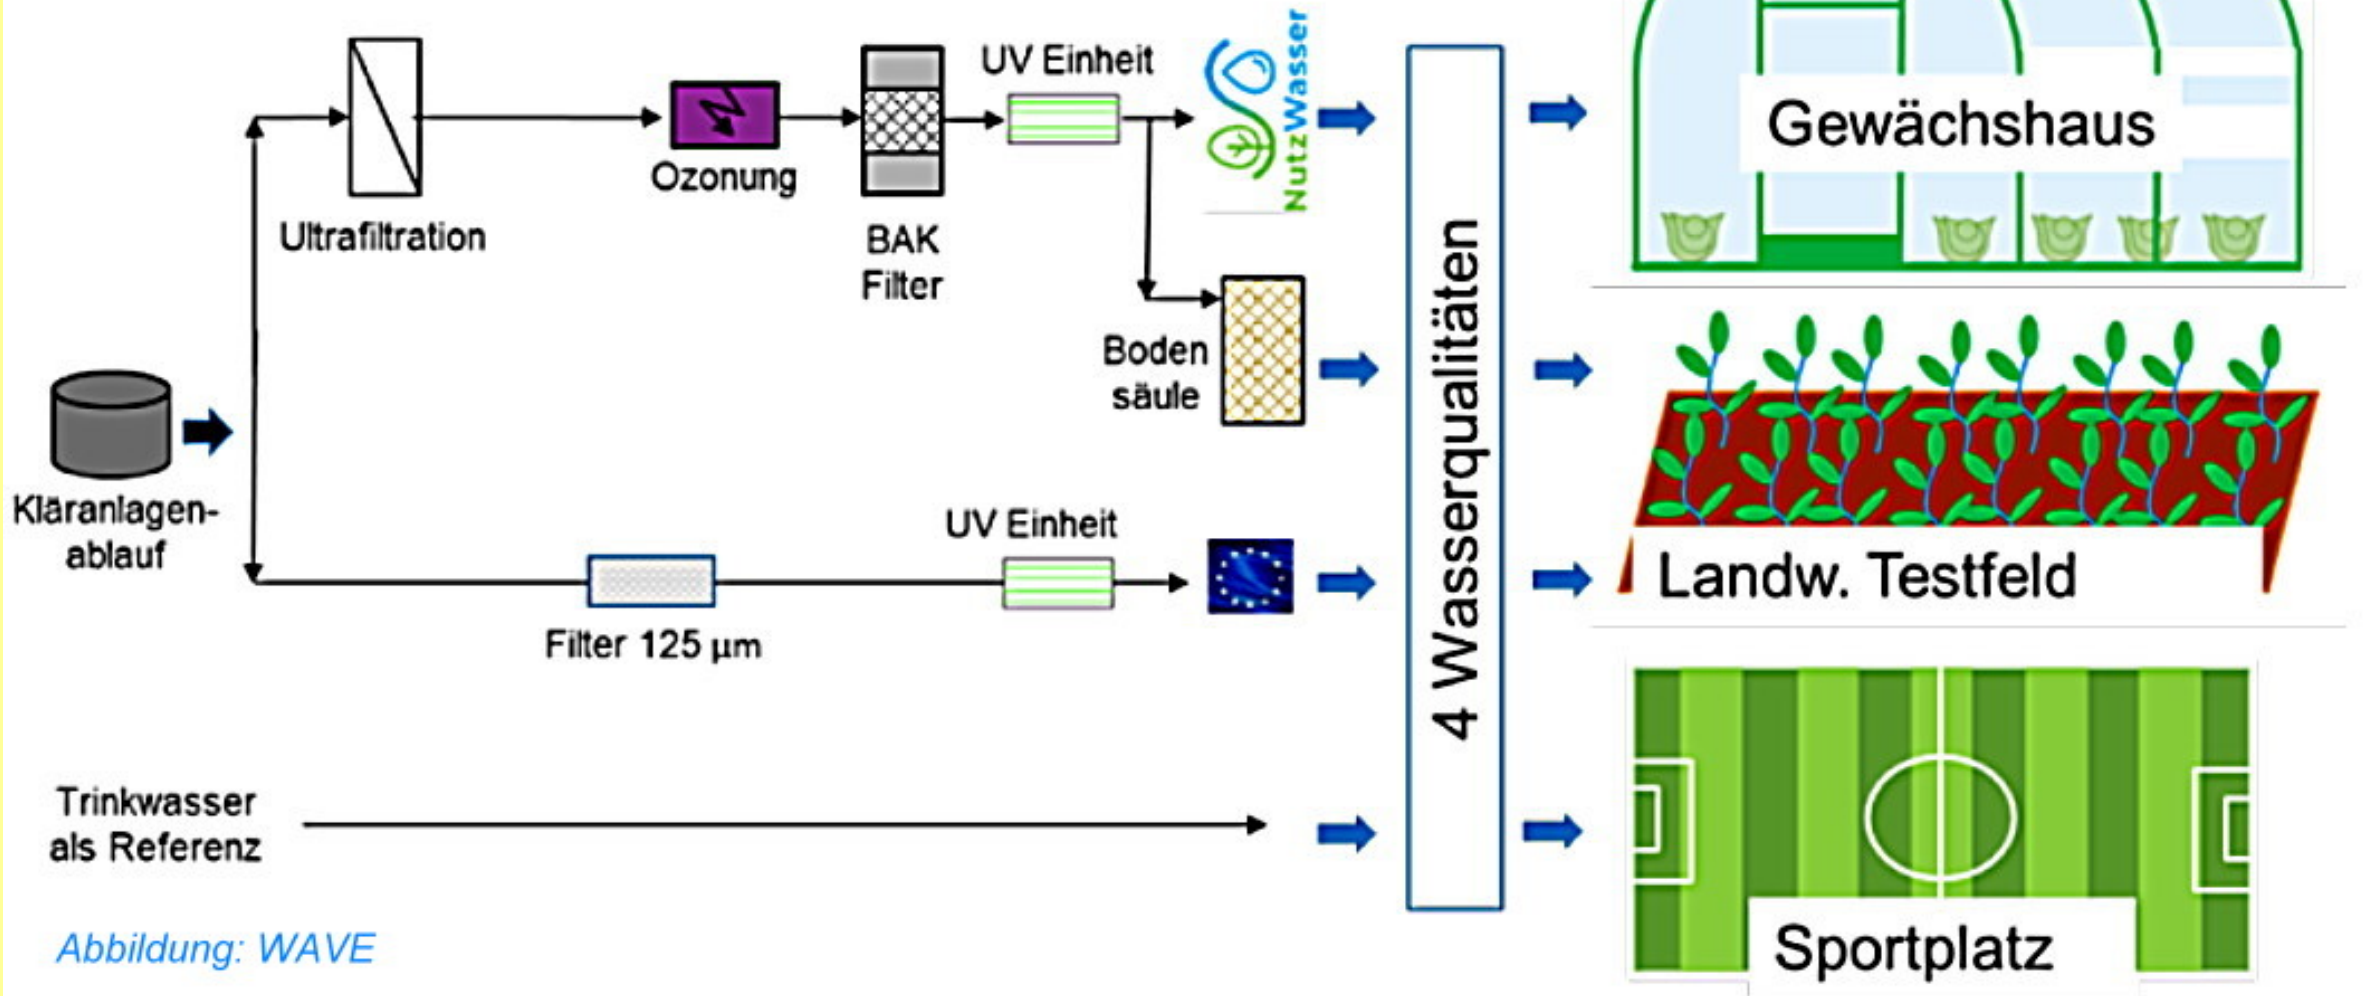 UV Einheit
NutzWasser
Gewächshaus
Ozonung
Ultrafiltration
BAK
Filter
4 Wasserqualitäten
Boden
säule
Kläranlagen-
ablauf
UV Einheit
Landw. Testfeld
Filter 125 µm
Trinkwasser
als Referenz
Abbildung: WAVE
Sportplatz